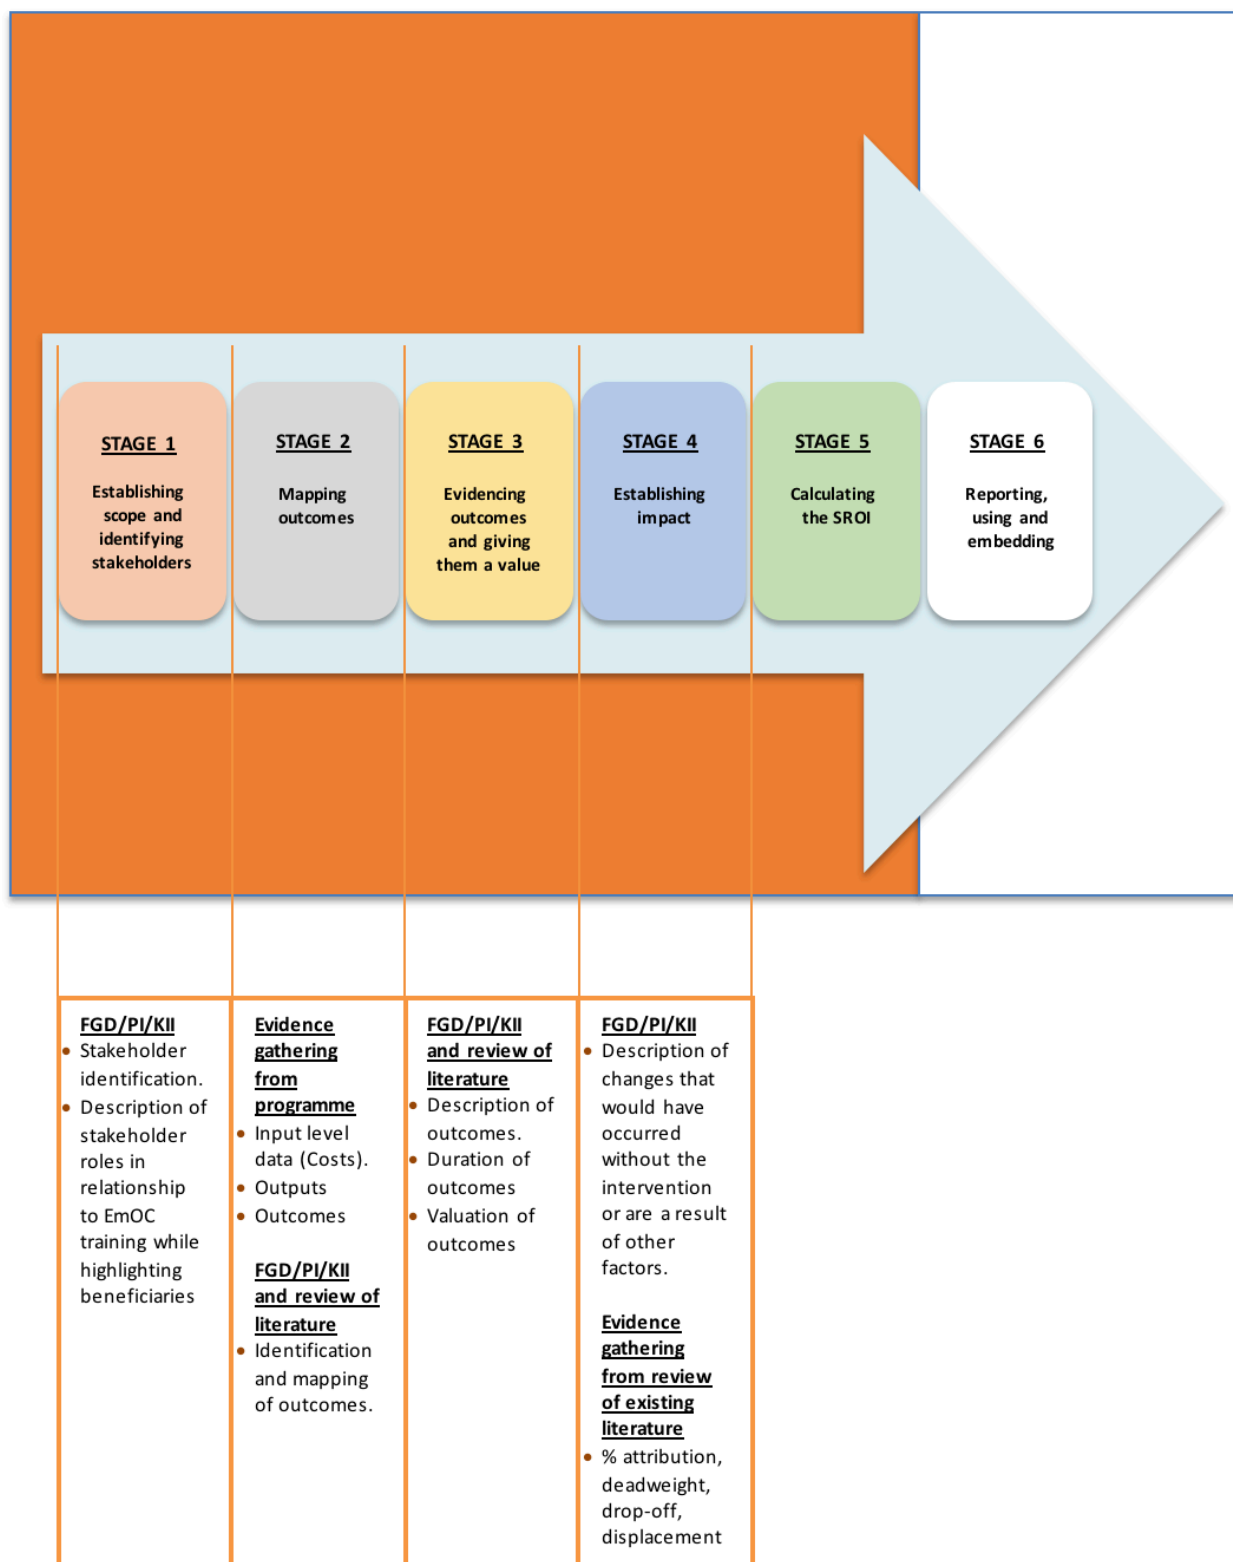 STAGE 1
Establishing
scope and
identifying
stakeholders
STAGE 2
Mapping
outcomes
STAGE 3
Evidencing
outcomes
and giving
them a value
STAGE 4
Establishing
impact
STAGE 5
Calculating
the SROI
STAGE 6
Reporting,
using and
embedding
FGD/PI/KII
• Stakeholder
identification.
• Description of
stakeholder
roles in
relationship
to EmOC
training while
highlighting
beneficiaries
Evidence
gathering
from
programme
• Input level
data (Costs).
• Outputs
• Outcomes
FGD/PI/KII
and review of
literature
• Identification
and mapping
of outcomes.
FGD/PI/KII
and review of
literature
• Description of
outcomes.
• Duration of
outcomes
• Valuation of
outcomes
FGD/PI/KII
• Description of
changes that
would have
occurred
without the
intervention
or are a result
of other
factors.
Evidence
gathering
from review
of existing
literature
• % attribution,
deadweight,
drop-off,
displacement